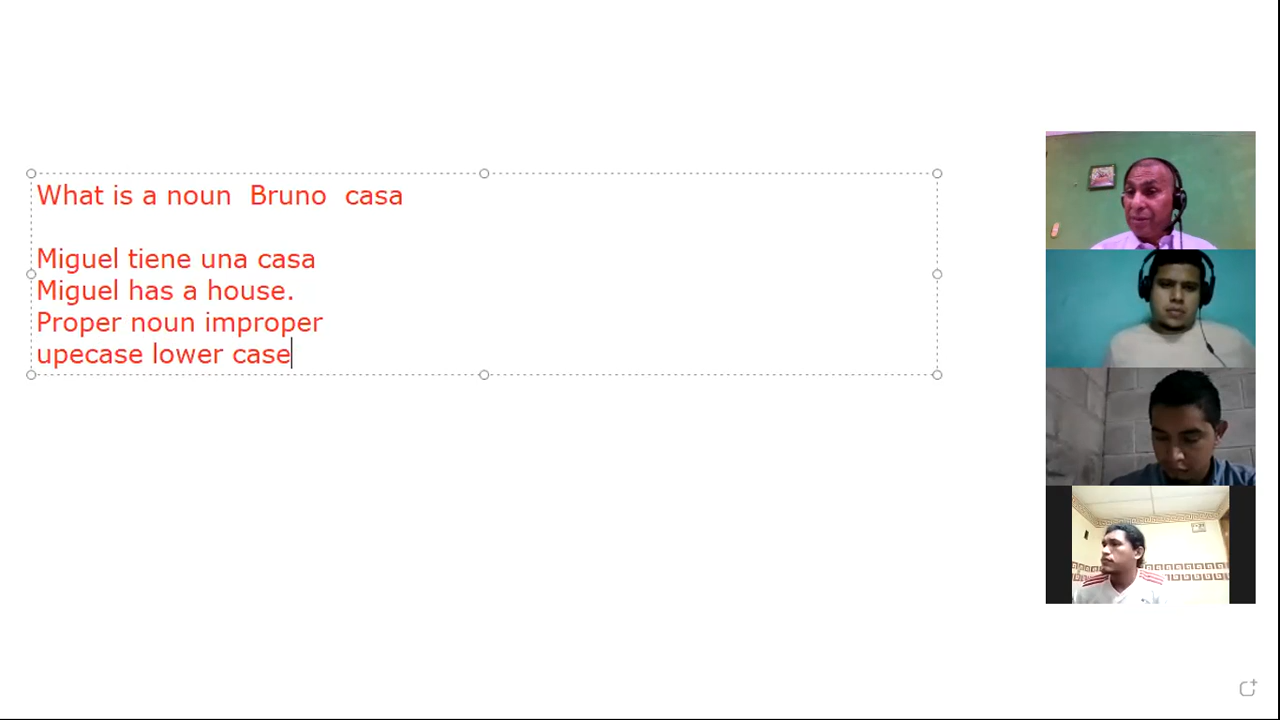 What is a noun  Bruno  casa
Miguel tiene una casa
Miguel has a house.
Proper noun improper
upecase lower case